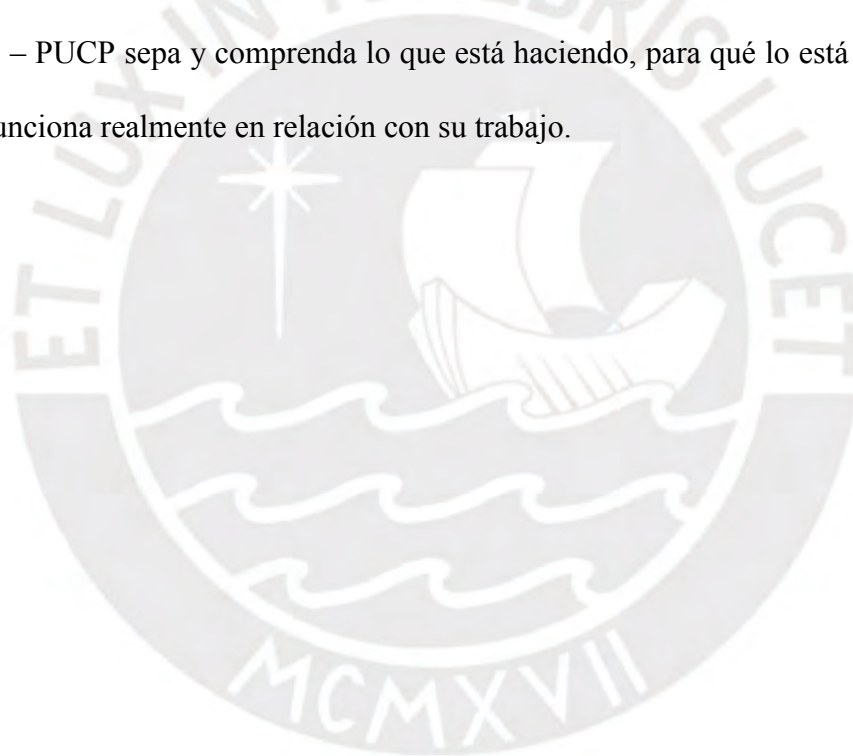 – PUCP sepa y comprenda lo que está haciendo, para qué lo está
unciona realmente en relación con su trabajo.
ET LUX IN TENEBRIS LUCET
MCMXVII